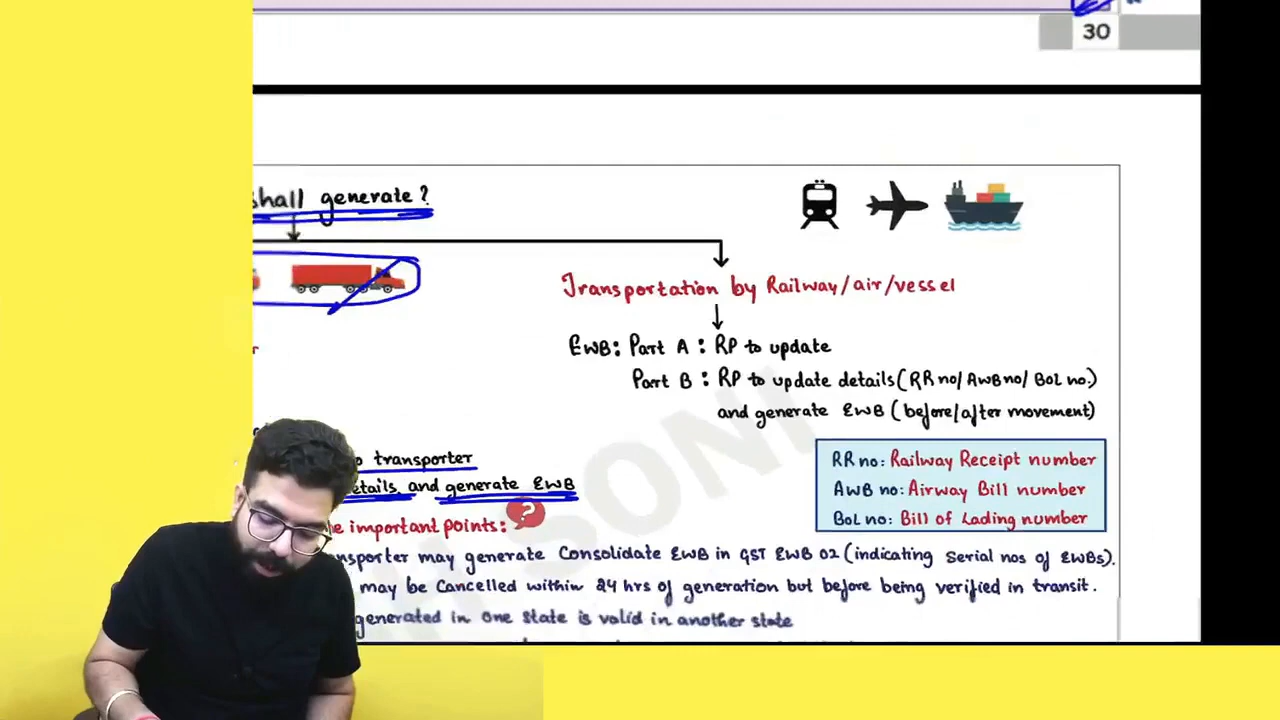 30
shall generate?
Transportation by Railway/air/vessel
EWB: Part A : RP to update
Part B : RP to update details (RR no/AWB no/BoL no.)
and generate EWB (before/after movement)
transporter
and generate EWB
RR no: Railway Receipt number
AWB no: Airway Bill number
BoL no: Bill of Lading number
important points:
may generate Consolidate EWB in GST EWB 02 (indicating Serial nos of EWBs).
may be Cancelled within 24 hrs of generation but before being verified in transit.
generated in one state is valid in another state
SONI